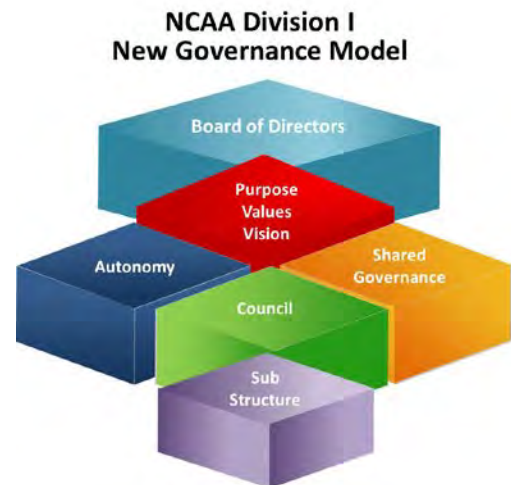 NCAA Division I
New Governance Model
Board of Directors
Purpose
Values
Vision
Autonomy
Shared
Governance
Council
Sub
Structure